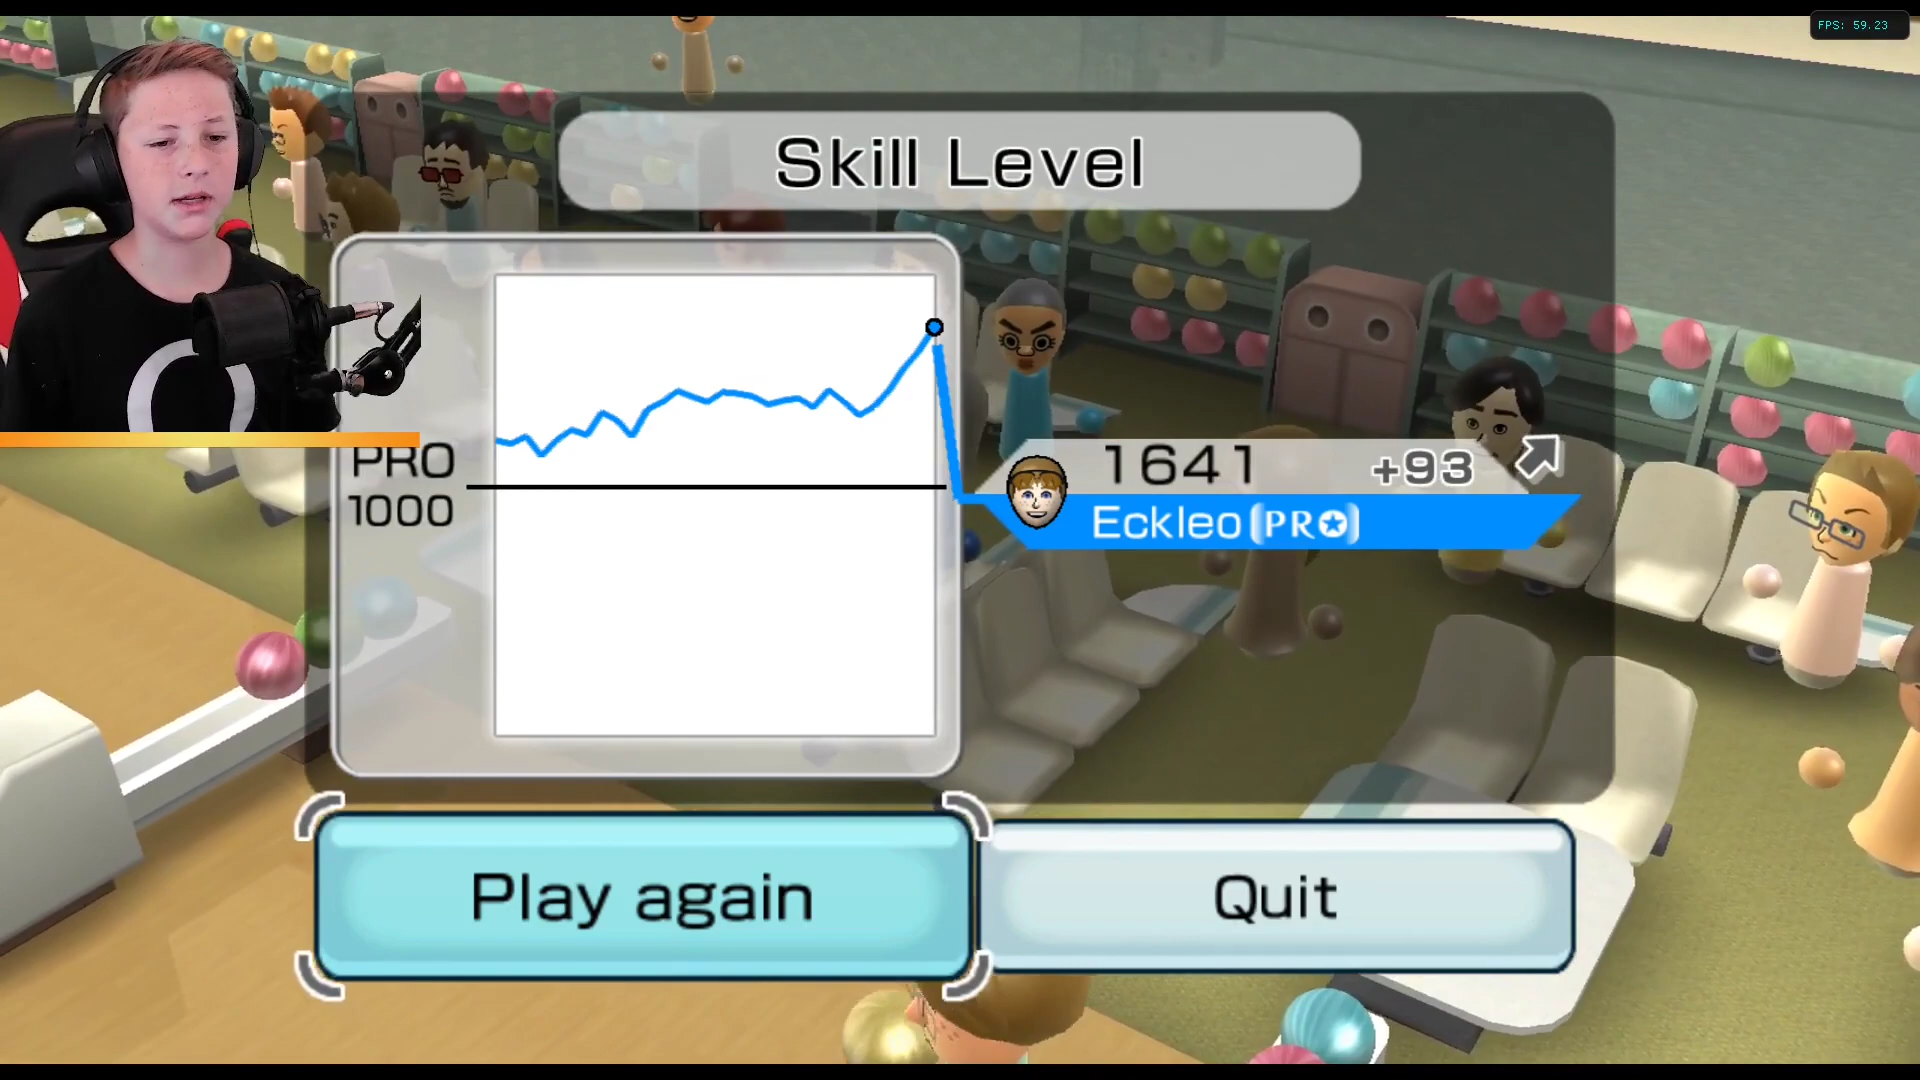 FPS: 59.23
Skill Level
PRO
1000
1641 +93
Eckleo PRO
Play again
Quit